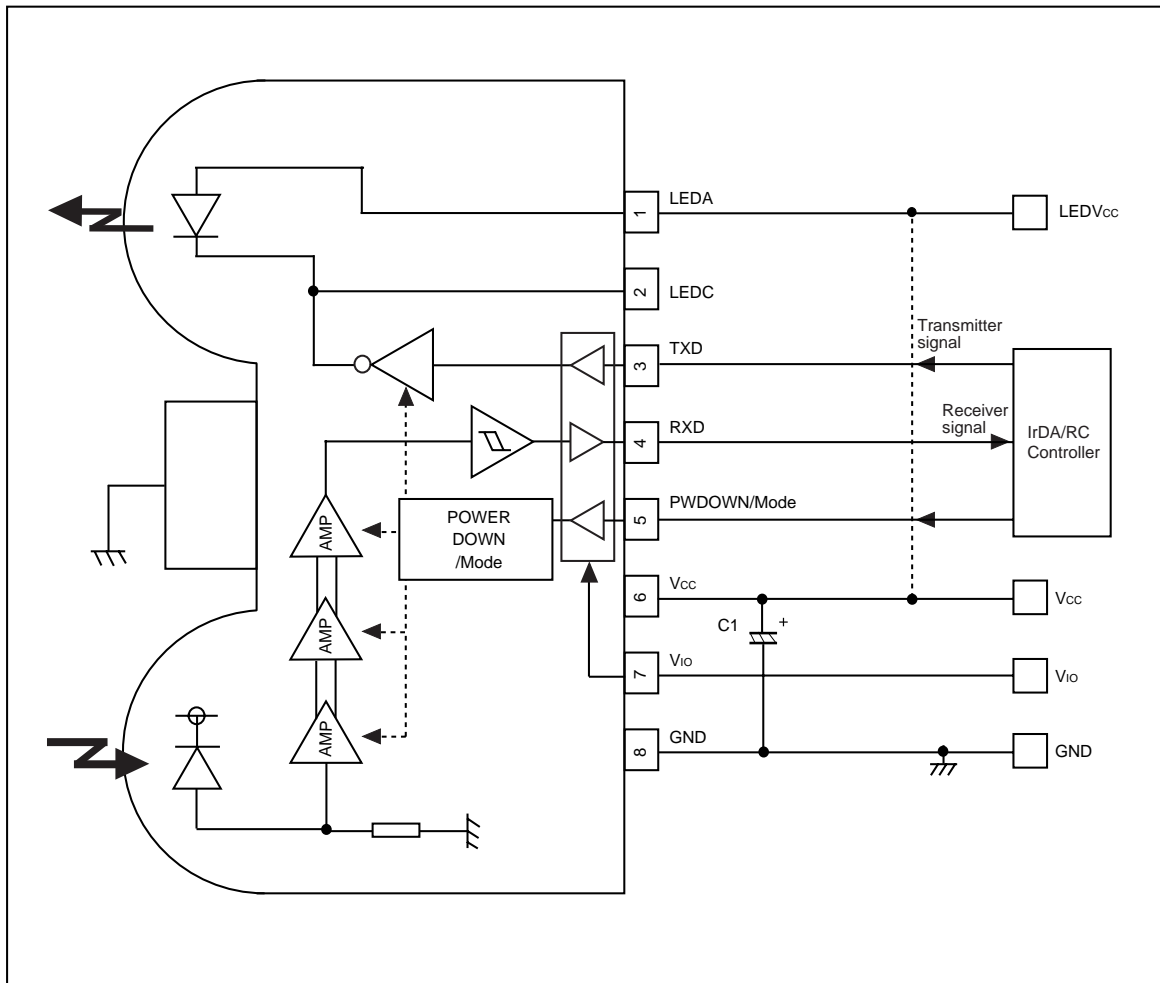 1
LEDA
LEDVcc
2
LEDC
Transmitter
signal
3
TXD
Receiver
signal
4
RXD
IrDA/RC
Controller
5
PWDOWN/Mode
POWER
DOWN
/Mode
AMP
AMP
AMP
6
Vcc
Vcc
C1
+
7
VIO
VIO
8
GND
GND